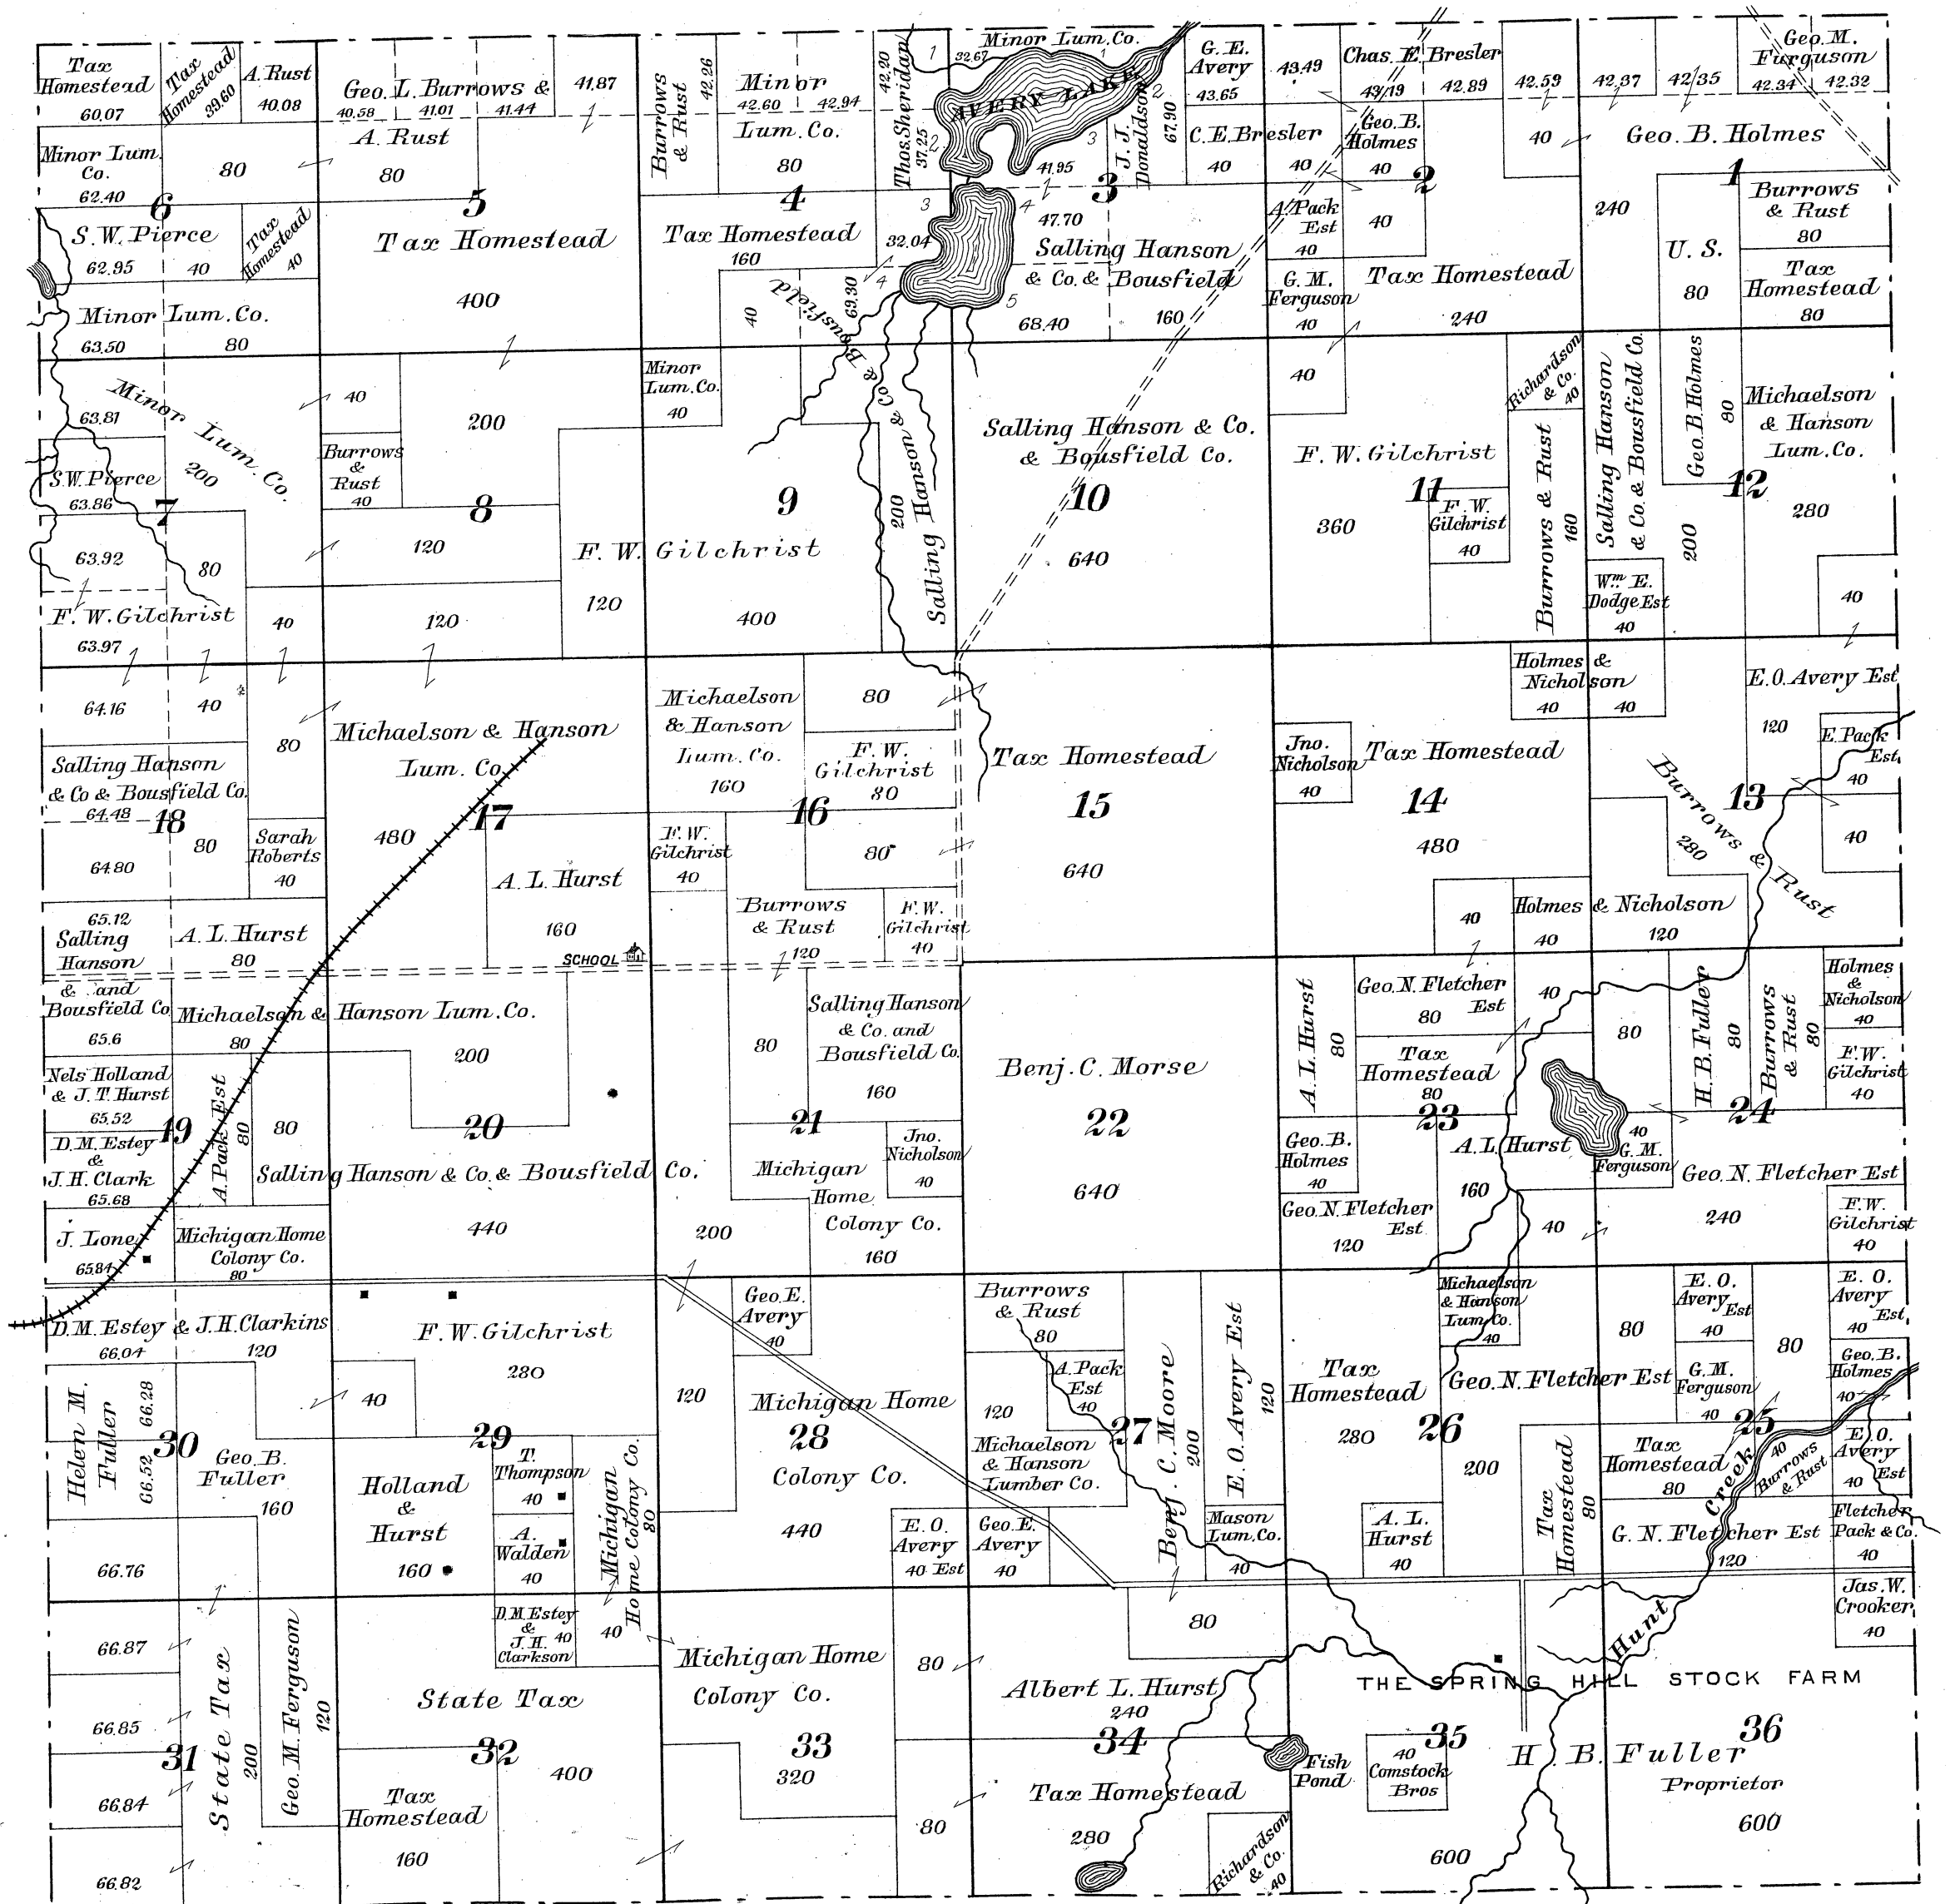 Tax
Homestead
60.07
Tax
Homestead
39.60
A. Rust
40.08
Minor Lum.
Co.
62.40
80
6
S.W. Pierce
62.95
40
Tax
Homestead
40
Minor Lum. Co.
63.50
80
Geo. L. Burrows &
40.58
41.01
41.44
41.87
A. Rust
80
5
Tax Homestead
400
Burrows
& Rust
42.26
Minor
42.60
42.94
Lum. Co.
80
42.20
Thos. Sheridan
37.25
4
Tax Homestead
160
32.04
3
4
69.30
40
1
32.67
Minor Lum. Co.
1
AVERY LAKE
2
2
3
41.95
J. J.
Donaldson
67.90
G. E.
Avery
43.65
C. E. Bresler
40
3
4
47.70
Salling Hanson
& Co. & Bousfield
5
68.40
160
43.49
Chas. E. Bresler
43.19
42.89
42.59
Geo. B.
Holmes
40
40
40
2
A. Pack
Est
40
40
G. M.
Ferguson
40
Tax Homestead
240
42.37
42.35
Geo. M.
Furguson
42.34
42.32
Geo. B. Holmes
240
1
U. S.
80
Burrows
& Rust
80
Tax
Homestead
80
63.81
Minor Lum. Co.
200
S.W. Pierce
63.86
7
63.92
80
F. W. Gilchrist
63.97
40
40
200
Burrows
&
Rust
40
8
120
120
Minor
Lum. Co.
40
9
F. W. Gilchrist
120
400
200
Salling Hanson & Co & Bousfield
Salling Hanson & Co.
& Bousfield Co.
10
640
40
F. W. Gilchrist
11
360
F. W.
Gilchrist
40
Richardson
& Co.
40
Burrows & Rust
160
Salling Hanson
& Co. & Bousfield Co.
Geo. B. Holmes
80
Michaelson
& Hanson
Lum. Co.
12
280
200
Wm E.
Dodge Est
40
40
64.16
40
80
Salling Hanson
& Co & Bousfield Co.
64.48
18
64.80
80
Sarah
Roberts
40
65.12
Salling
Hanson
A. L. Hurst
80
Michaelson & Hanson
Lum. Co.
17
480
A. L. Hurst
160
SCHOOL
Michaelson
& Hanson
Lum. Co.
160
80
F. W.
Gilchrist
80
16
F. W.
Gilchrist
40
80
Burrows
& Rust
120
F. W.
Gilchrist
40
Tax Homestead
15
640
Holmes &
Nicholson
40
40
Jno.
Nicholson
40
Tax Homestead
14
480
40
Holmes & Nicholson
40
120
E. O. Avery Est
120
E. Pack
Est.
40
13
Burrows & Rust
280
40
& and
Bousfield Co
65.6
Michaelson & Hanson Lum. Co.
80
200
Nels Holland
& J. T. Hurst
65.52
19
A. Pack Est
80
80
D. M. Estey
&
J. H. Clark
65.68
J. Lone
65.84
Michigan Home
Colony Co.
80
20
Salling Hanson & Co. & Bousfield Co.
440
80
Salling Hanson
& Co. and
Bousfield Co.
160
21
Jno.
Nicholson
40
Michigan
Home
Colony Co.
200
160
Benj. C. Morse
22
640
A. L. Hurst
80
Geo. N. Fletcher
Est
80
40
Tax
Homestead
80
23
Geo. B.
Holmes
40
A. L. Hurst
160
Geo. N. Fletcher
Est
120
40
80
H. B. Fuller
80
Burrows
& Rust
80
Holmes
&
Nicholson
40
F. W.
Gilchrist
40
24
40
G. M.
Ferguson
Geo. N. Fletcher Est
240
F. W.
Gilchrist
40
D. M. Estey & J. H. Clarkins
66.04
120
Helen M.
Fuller
66.28
66.52
30
Geo. B.
Fuller
160
66.76
F. W. Gilchrist
280
40
29
Holland
&
Hurst
160
T.
Thompson
40
A.
Walden
40
Michigan
Home Colony Co.
80
Geo. E.
Avery
40
120
Michigan Home
28
Colony Co.
440
E. O.
Avery
40 Est
Burrows
& Rust
80
A. Pack
Est
40
120
27
Michaelson
& Hanson
Lumber Co.
Geo. E.
Avery
40
Benj. C. Moore
200
E. O. Avery Est
120
Mason
Lum. Co.
40
Michaelson
& Hanson
Lum. Co.
40
Tax
Homestead
280
26
200
A. L.
Hurst
40
Tax
Homestead
80
E. O.
Avery
Est
40
E. O.
Avery
Est.
40
80
80
Geo. N. Fletcher Est
G. M.
Ferguson
40
Geo. B.
Holmes
40
25
Tax
Homestead
80
Creek
40
Burrows
& Rust
E. O.
Avery
Est
40
G. N. Fletcher Est
120
Fletcher
Pack & Co.
40
66.87
66.85
31
66.84
66.82
State Tax
200
Geo. M. Ferguson
120
D. M. Estey
&
J. H.
Clarkson
40
40
State Tax
32
400
Tax
Homestead
160
Michigan Home
Colony Co.
33
320
80
80
80
Albert L. Hurst
240
34
Tax Homestead
280
Richardson
& Co.
40
Fish
Pond
Jas. W.
Crooker
40
Hunt
THE SPRING HILL STOCK FARM
35
40
Comstock
Bros
36
H. B. Fuller
Proprietor
600
600